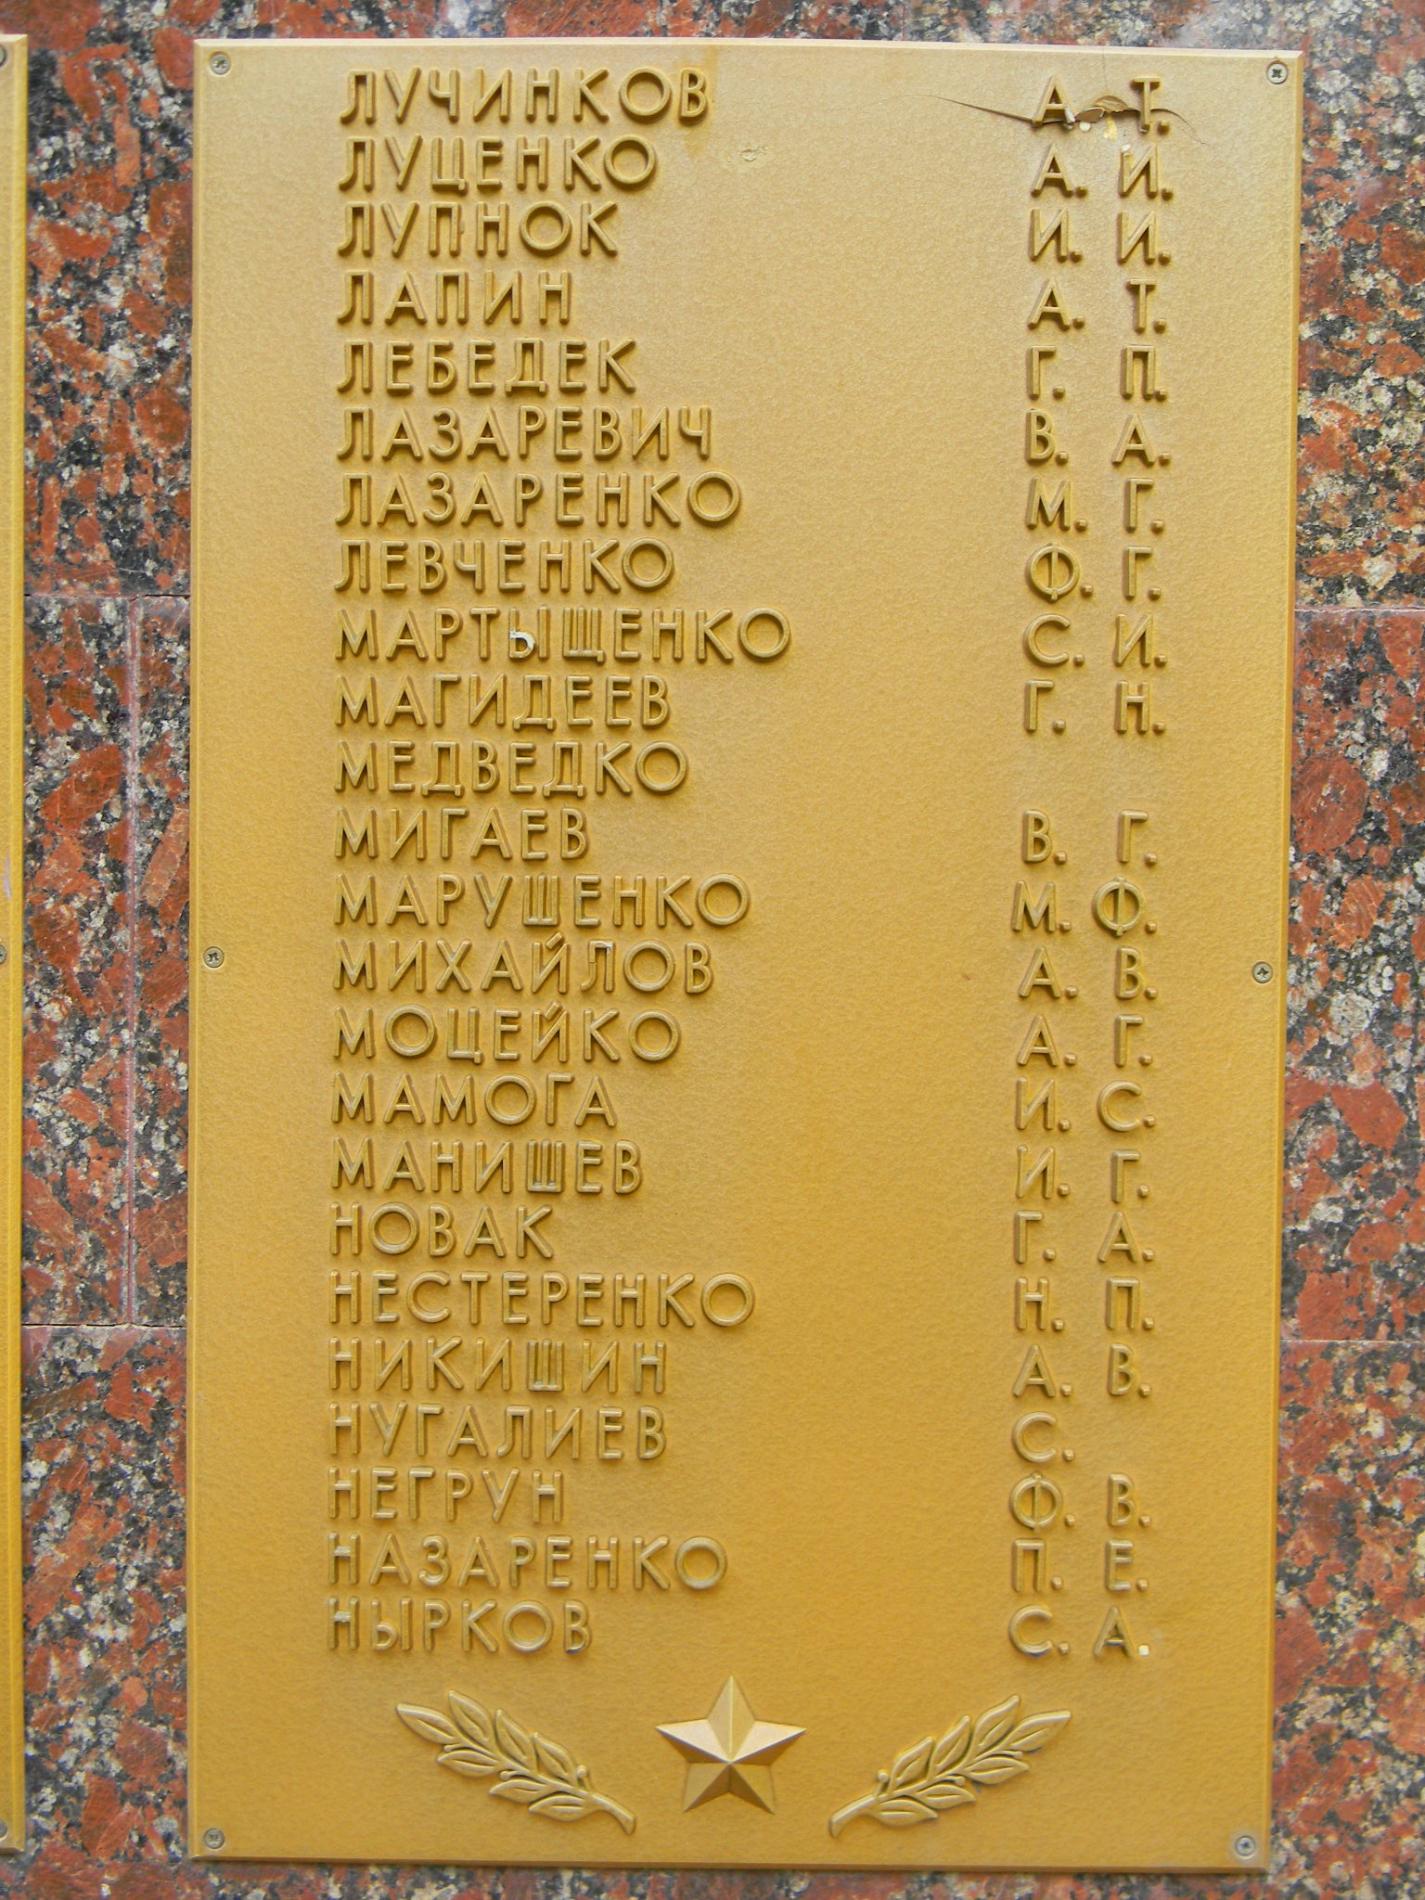 ЛУЧИНКОВ А. Т.
ЛУЦЕНКО А. И.
ЛУПНОК И. И.
ЛАПИН А. Т.
ЛЕБЕДЕК Г. П.
ЛАЗАРЕВИЧ В. А.
ЛАЗАРЕНКО М. Г.
ЛЕВЧЕНКО Ф. Г.
МАРТЫЩЕНКО С. И.
МАГИДЕЕВ Г. Н.
МЕДВЕДКО
МИГАЕВ В. Г.
МАРУШЕНКО М. Ф.
МИХАЙЛОВ А. В.
МОЦЕЙКО А. Г.
МАМОГА И. С.
МАНИШЕВ И. Г.
НОВАК Г. А.
НЕСТЕРЕНКО Н. П.
НИКИШИН А. В.
НУГАЛИЕВ С.
НЕГРУН Ф. В.
НАЗАРЕНКО П. Е.
НЫРКОВ С. А.